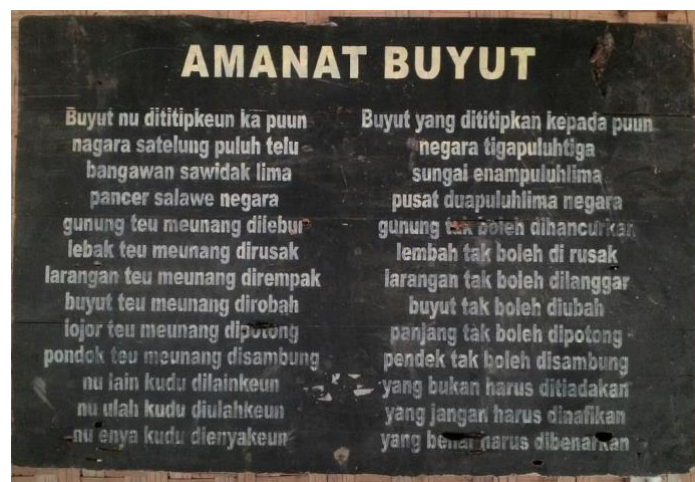 AMANAT BUYUT
Buyut nu dititipkeun ka puun
nagara satelung puluh telu
bangawan sawidak lima
pancer salawe negara
gunung teu meunang dilebur
lebak teu meunang dirusak
larangan teu meunang dirempak
buyut teu meunang dirobah
lojor teu meunang dipotong
pondok teu meunang disambung
nu lain kudu dilainkeun
nu ulah kudu diulahkeun
nu enya kudu dienyakeun
Buyut yang dititipkan kepada puun
negara tigapuluhtiga
sungai enampuluhlima
pusat duapuluhlima negara
gunung tak boleh dihancurkan
lembah tak boleh di rusak
larangan tak boleh dilanggar
buyut tak boleh diubah
panjang tak boleh dipotong
pendek tak boleh disambung
yang bukan harus ditiadakan
yang jangan harus dinafikan
yang benar harus dibenarkan